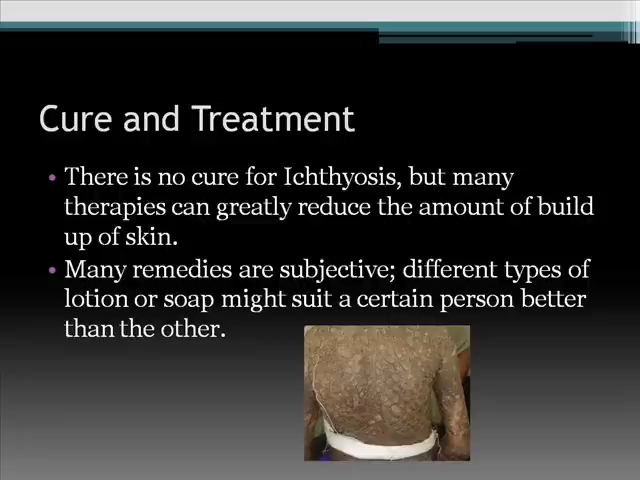 Cure and Treatment
• There is no cure for Ichthyosis, but many
therapies can greatly reduce the amount of build
up of skin.
• Many remedies are subjective; different types of
lotion or soap might suit a certain person better
than the other.